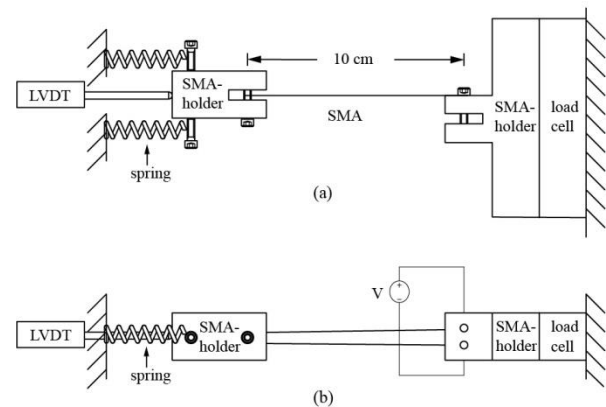 10 cm
LVDT
SMA-
holder
SMA
SMA-
holder
load
cell
spring
(a)
V
+
−
LVDT
SMA-
holder
SMA-
holder
load
cell
spring
(b)